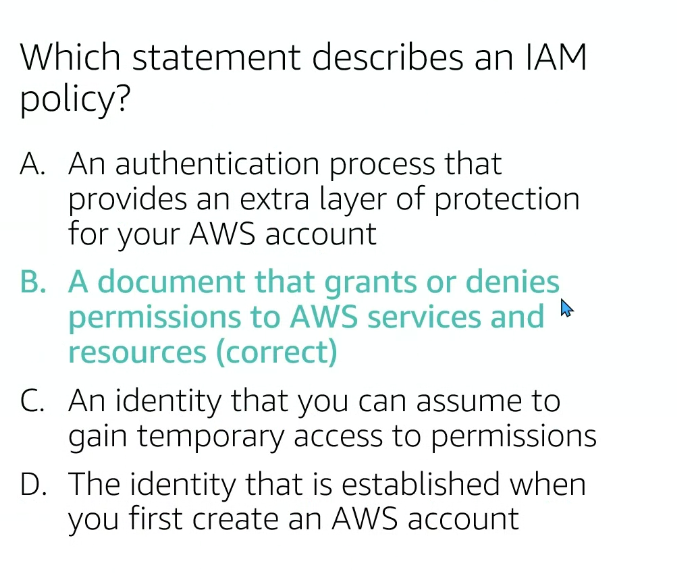 Which statement describes an IAM
policy?
A. An authentication process that
provides an extra layer of protection
for your AWS account
B. A document that grants or denies
permissions to AWS services and
resources (correct)
C. An identity that you can assume to
gain temporary access to permissions
D. The identity that is established when
you first create an AWS account